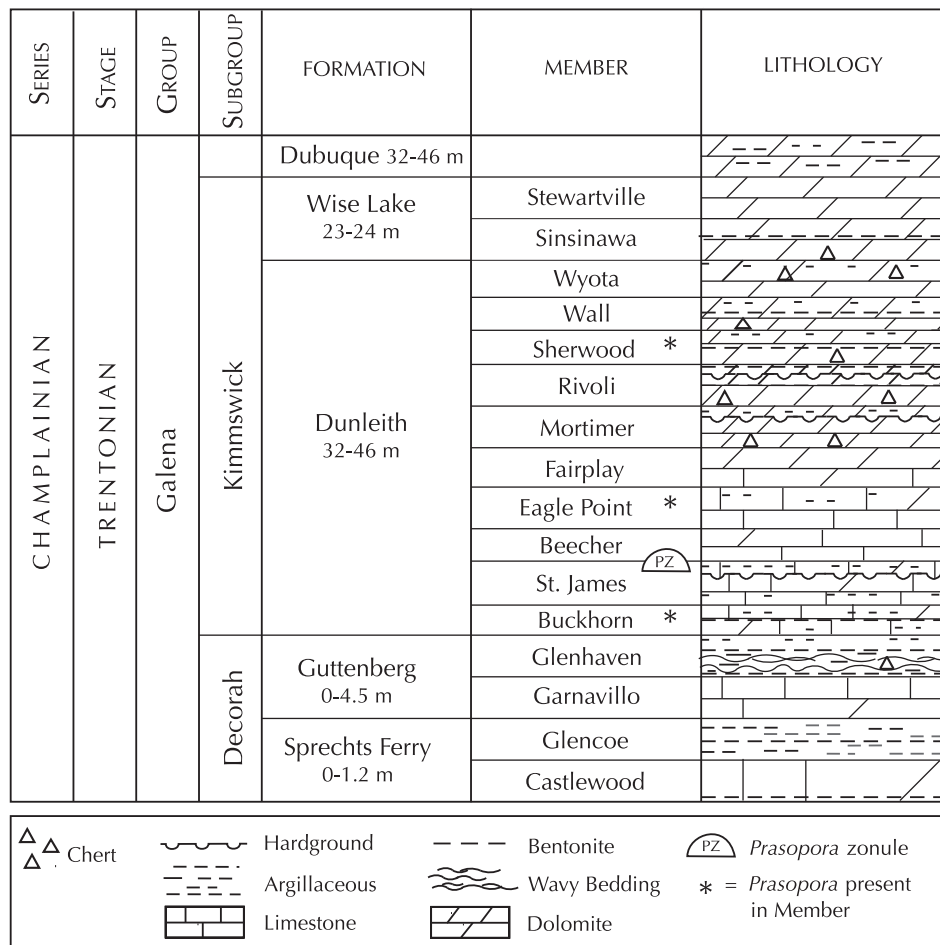 SERIES
STAGE
GROUP
SUBGROUP
FORMATION
MEMBER
LITHOLOGY
CHAMPLAINIAN
TRENTONIAN
Galena
Kimmswick
Decorah
Dubuque 32-46 m
Wise Lake
23-24 m
Dunleith
32-46 m
Guttenberg
0-4.5 m
Sprechts Ferry
0-1.2 m
Stewartville
Sinsinawa
Wyota
Wall
Sherwood *
Rivoli
Mortimer
Fairplay
Eagle Point *
Beecher
PZ
St. James
Buckhorn *
Glenhaven
Garnavillo
Glencoe
Castlewood
Chert
Hardground
Argillaceous
Limestone
Bentonite
Wavy Bedding
Dolomite
PZ Prasopora zonule
* = Prasopora present
in Member